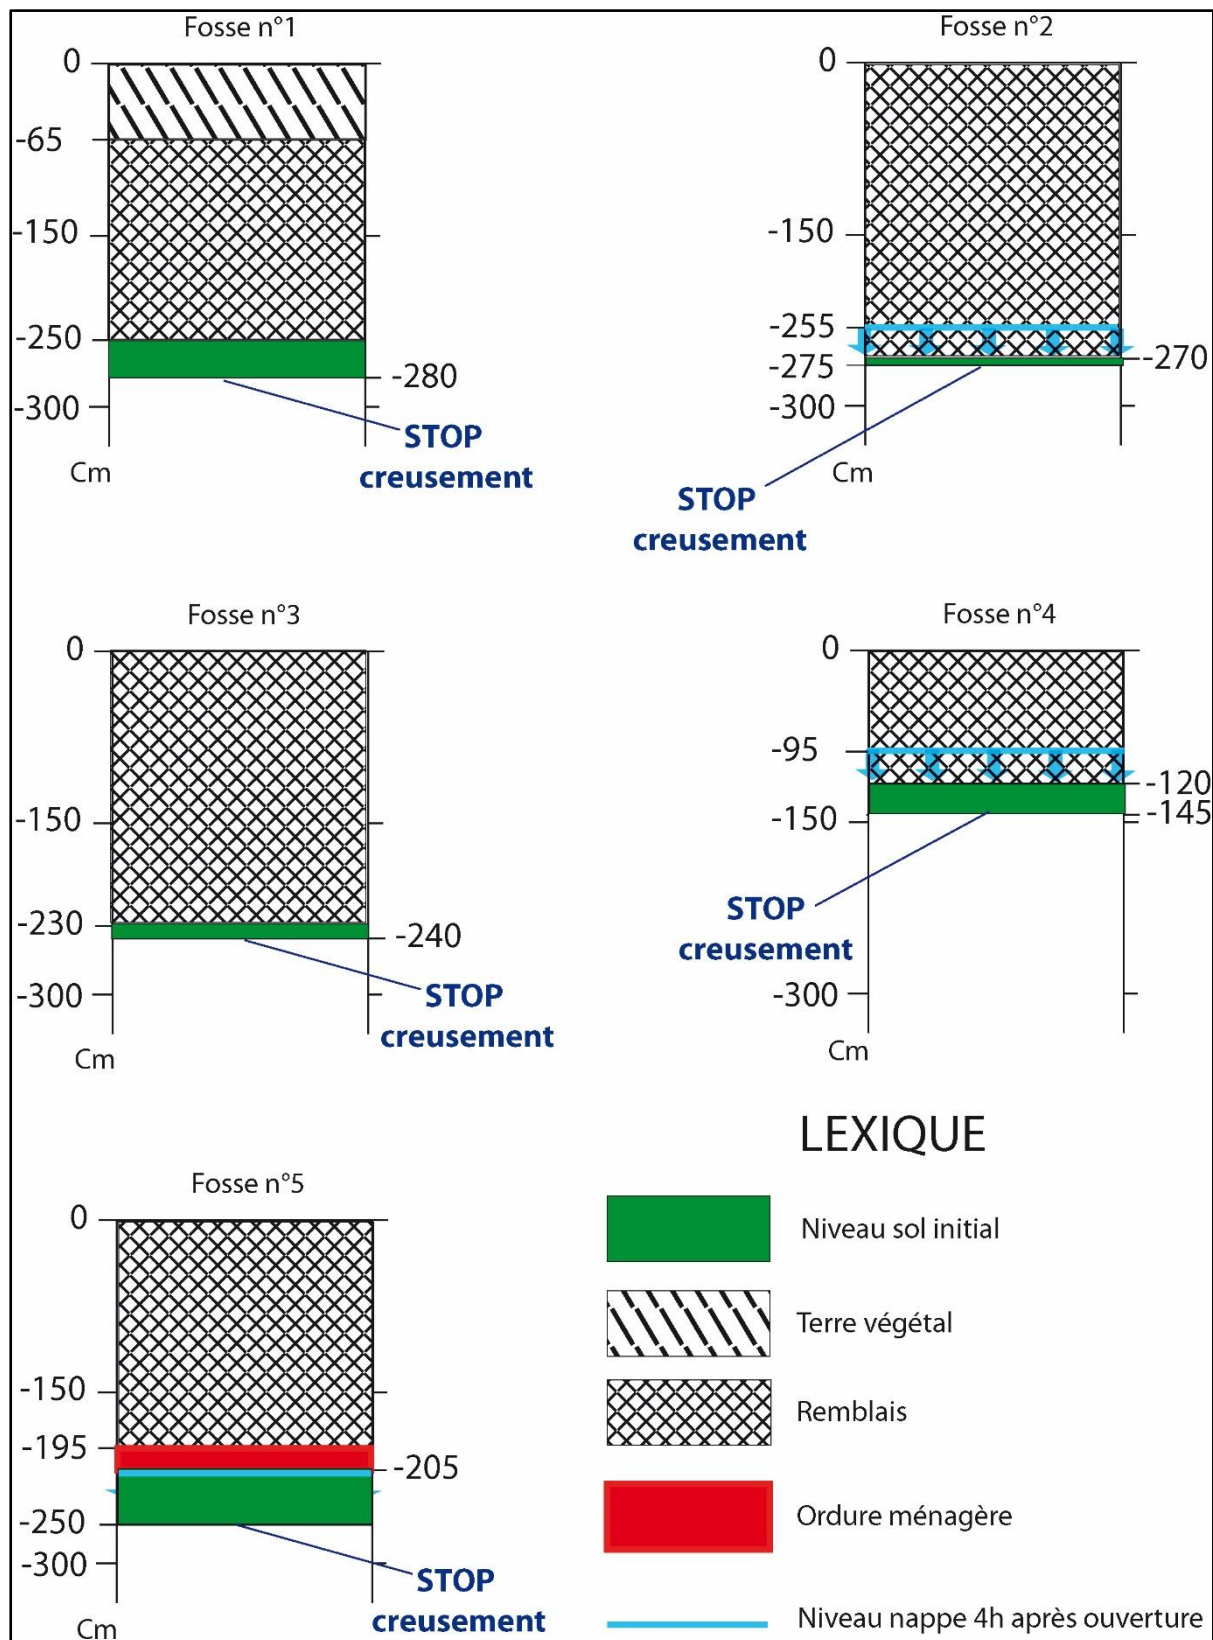 Fosse n°1
0
-65
-150
-250
-280
-300
STOP
creusement
Cm
Fosse n°2
0
-150
-255
-270
-275
-300
Cm
STOP
creusement
Fosse n°3
0
-150
-230
-240
-300
STOP
creusement
Cm
Fosse n°4
0
-95
-120
-145
-150
STOP
creusement
-300
Cm
Fosse n°5
0
-150
-195
-205
-250
-300
STOP
creusement
Cm
LEXIQUE
Niveau sol initial
Terre végétal
Remblais
Ordure ménagère
Niveau nappe 4h après ouverture